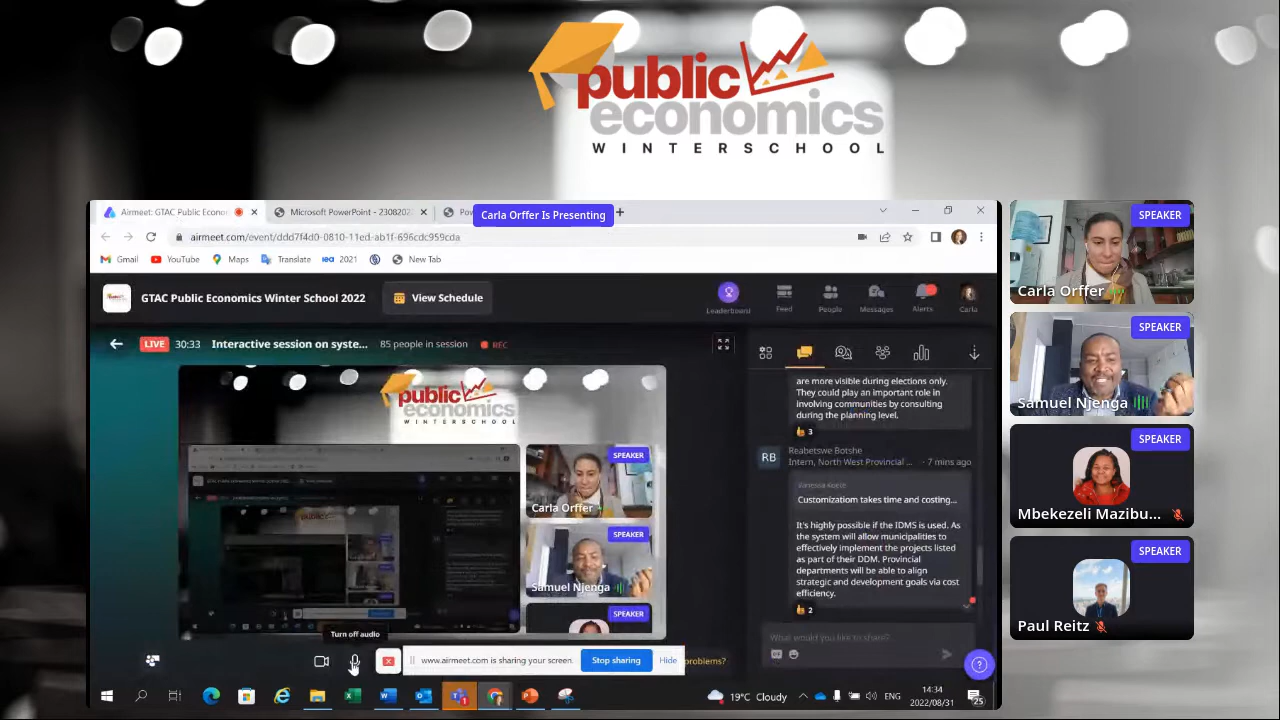 public
economics
WINTERSCHOOL
Airmeet: GTAC Public Econo
Microsoft PowerPoint - 2308202
Carla Orffer Is Presenting
airmeet.com/event/ddd7f4d0-0810-11ed-ab1f-696cdc959cda
Gmail
YouTube
Maps
Translate
2021
New Tab
GTAC Public Economics Winter School 2022
View Schedule
Leaderboard
Feed
People
Messages
Alerts
Carla
LIVE
30:33
Interactive session on syste...
85 people in session
REC
public
economics
WINTERSCHOOL
SPEAKER
Carla Orffer
SPEAKER
Samuel Njenga
SPEAKER
Turn off audio
are more visible during elections only.
They could play an important role in
involving communities by consulting
during the planning level.
3
RB
Reabetswe Botshe
Intern, North West Provincial ...
· 7 mins ago
Customizatiom takes time and costing...
It's highly possible if the IDMS is used. As
the system will allow municipalities to
effectively implement the projects listed
as part of their DDM. Provincial
departments will be able to align
strategic and development goals via cost
efficiency.
2
What would you like to share?
www.airmeet.com is sharing your screen.
Stop sharing
Hide
problems?
19°C Cloudy
ENG
14:34
2022/08/31
25
SPEAKER
Carla Orffer
SPEAKER
Samuel Njenga
SPEAKER
Mbekezeli Mazibu...
SPEAKER
Paul Reitz